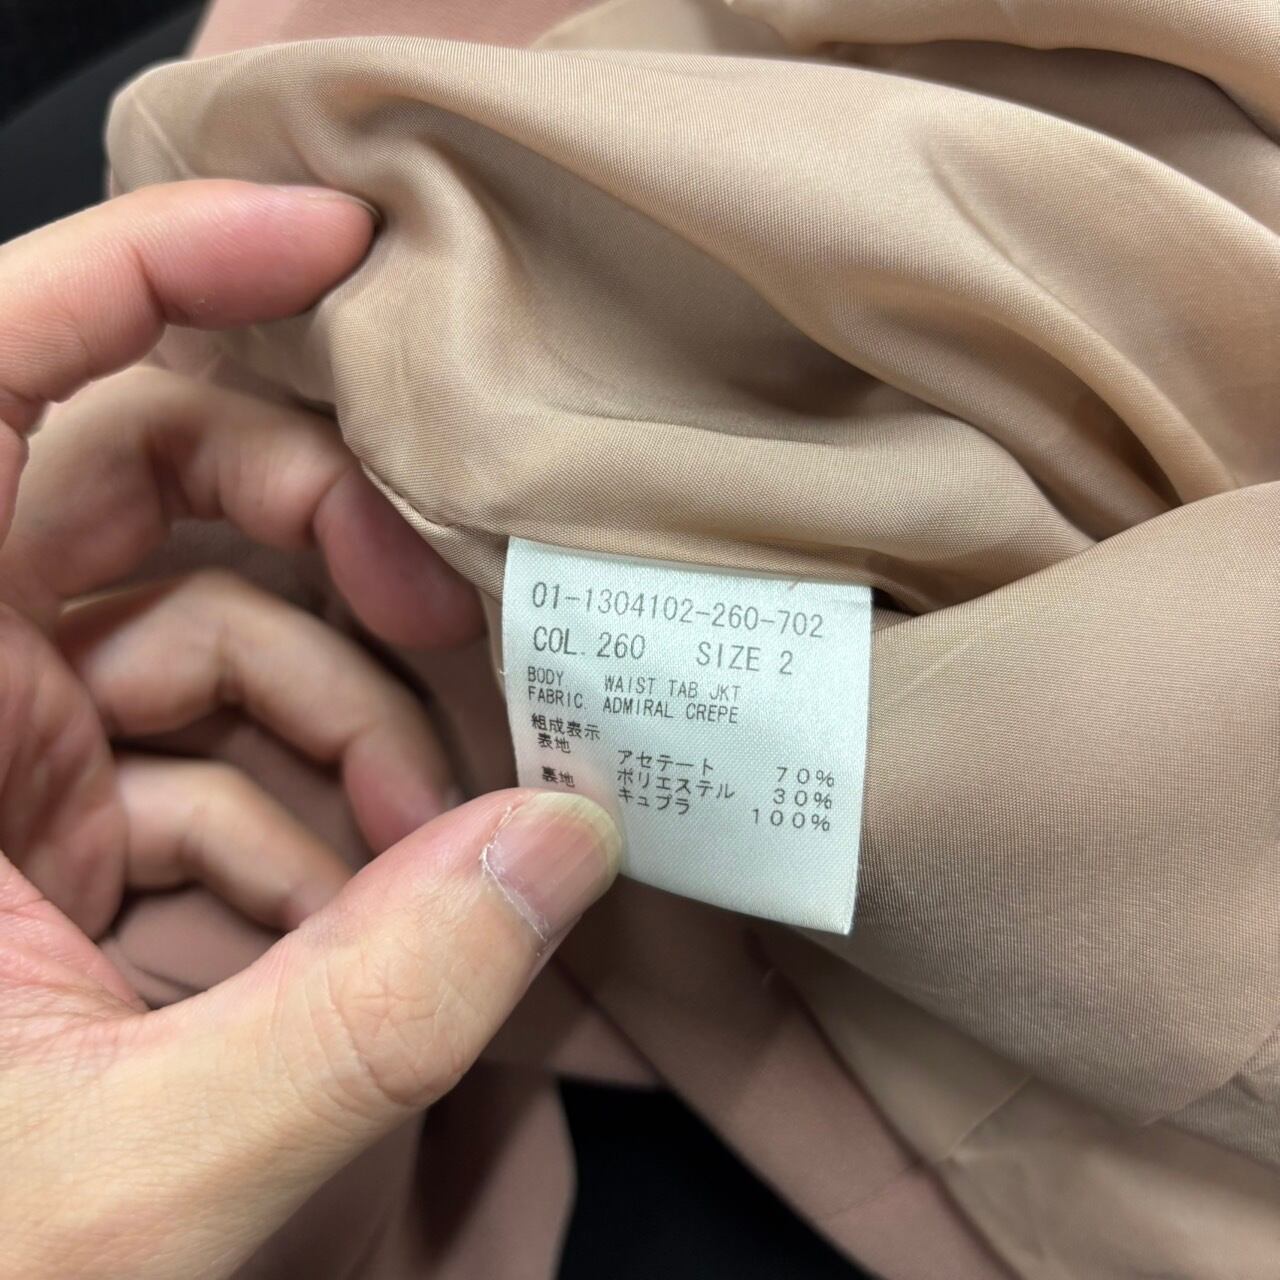 01-1304102-260-702
COL. 260 SIZE 2
BODY WAIST TAB JKT
FABRIC ADMIRAL CREPE
組成表示
表地 アセテート 70%
ポリエステル 30%
裏地 キュプラ 100%